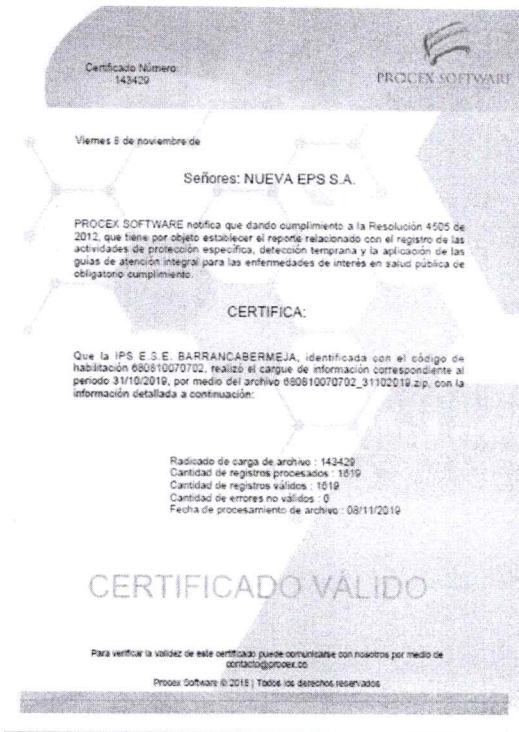 Certificado Número:
143429
PROCEX SOFTWARE
Viernes 8 de noviembre de
Señores: NUEVA EPS S.A.
PROCEX SOFTWARE notifica que dando cumplimiento a la Resolución 4505 de
2012, que tiene por objeto establecer el reporte relacionado con el registro de las
actividades de protección específica, detección temprana y la aplicación de las
guías de atención integral para las enfermedades de interés en salud pública de
obligatorio cumplimiento.
CERTIFICA:
Que la IPS E.S.E. BARRANCABERMEJA, identificada con el código de
habilitación 680810070702, realizó el cargue de información correspondiente al
periodo 31/10/2019, por medio del archivo 680810070702_31102019.zip, con la
información detallada a continuación:
Radicado de carga de archivo : 143429
Cantidad de registros procesados : 1619
Cantidad de registros válidos : 1619
Cantidad de errores no válidos : 0
Fecha de procesamiento de archivo : 08/11/2019
CERTIFICADO VÁLIDO
Para verificar la validez de este certificado puede comunicarse con nosotros por medio de
contacto@procex.co
Procex Software © 2018 | Todos los derechos reservados